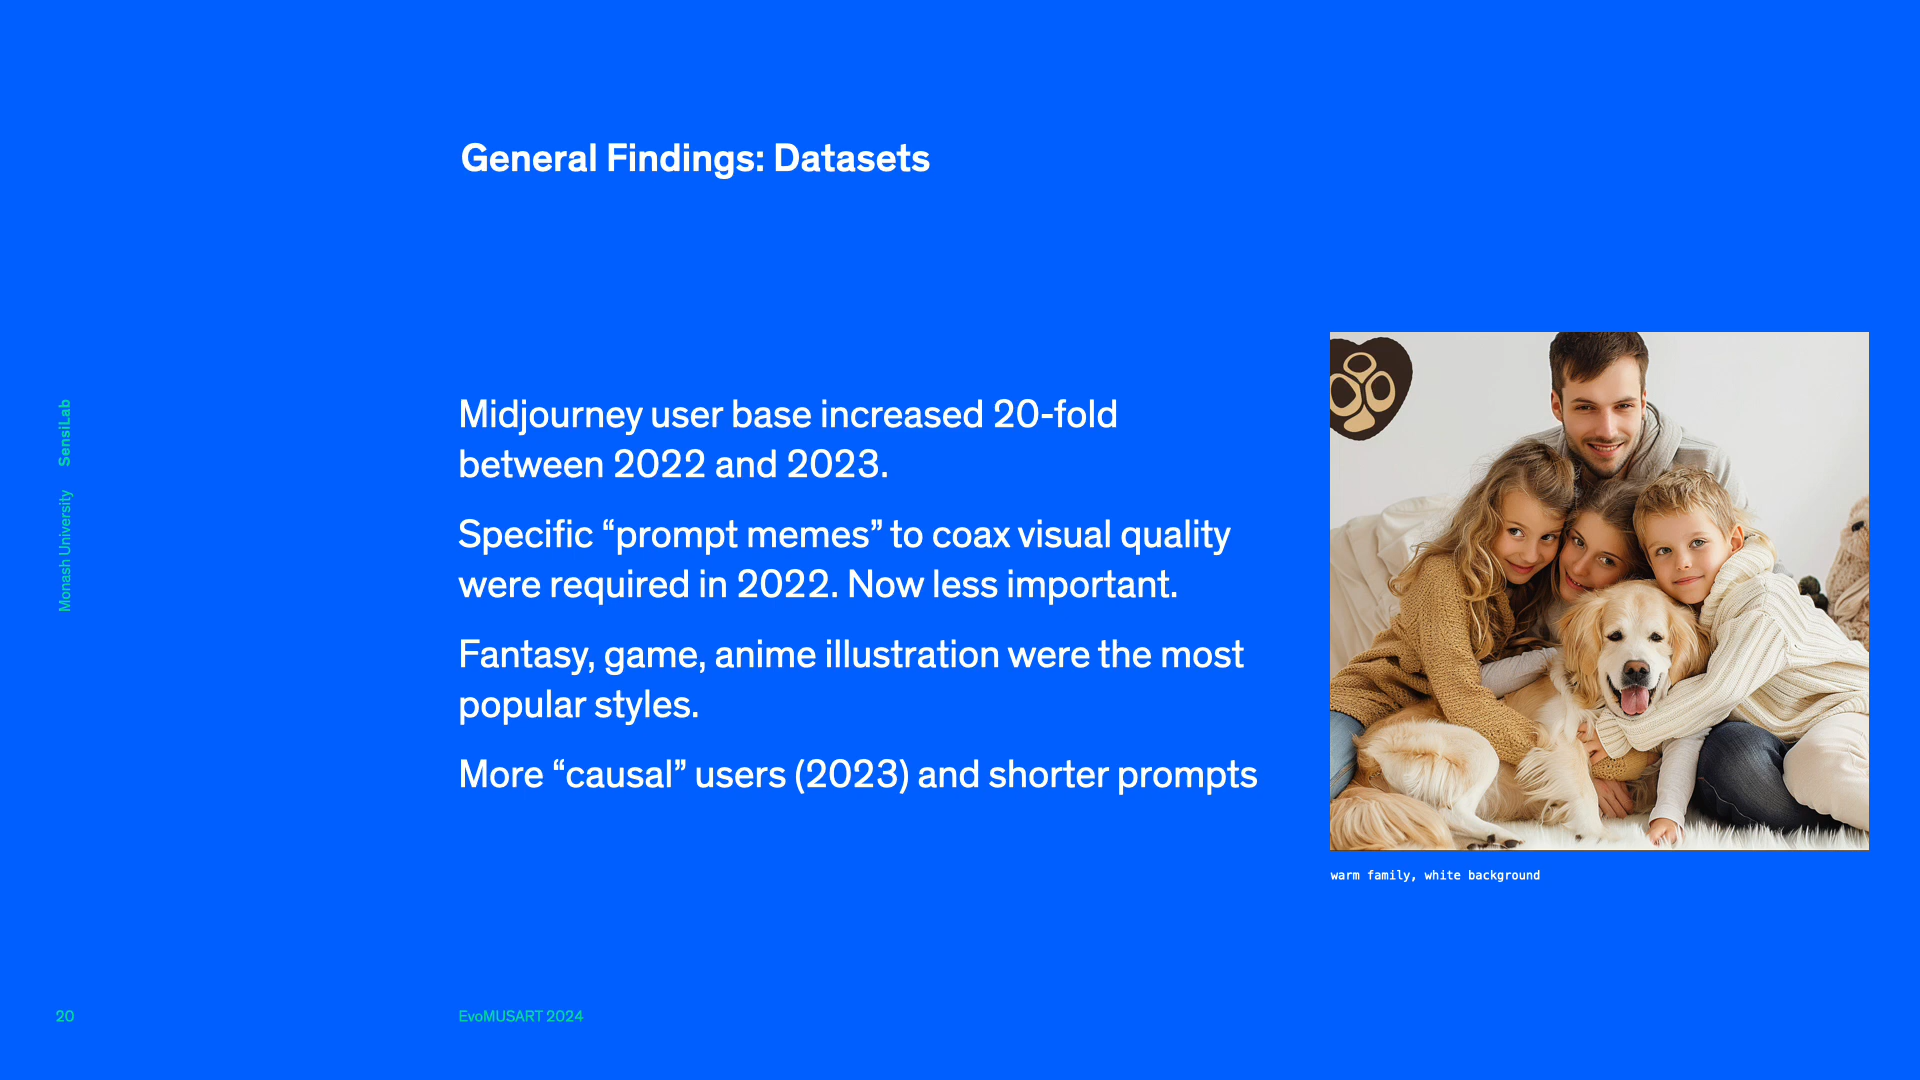 General Findings: Datasets
Midjourney user base increased 20-fold
between 2022 and 2023.
Specific “prompt memes” to coax visual quality
were required in 2022. Now less important.
Fantasy, game, anime illustration were the most
popular styles.
More “causal” users (2023) and shorter prompts
warm family, white background
Monash University SensiLab
20
EvoMUSART 2024